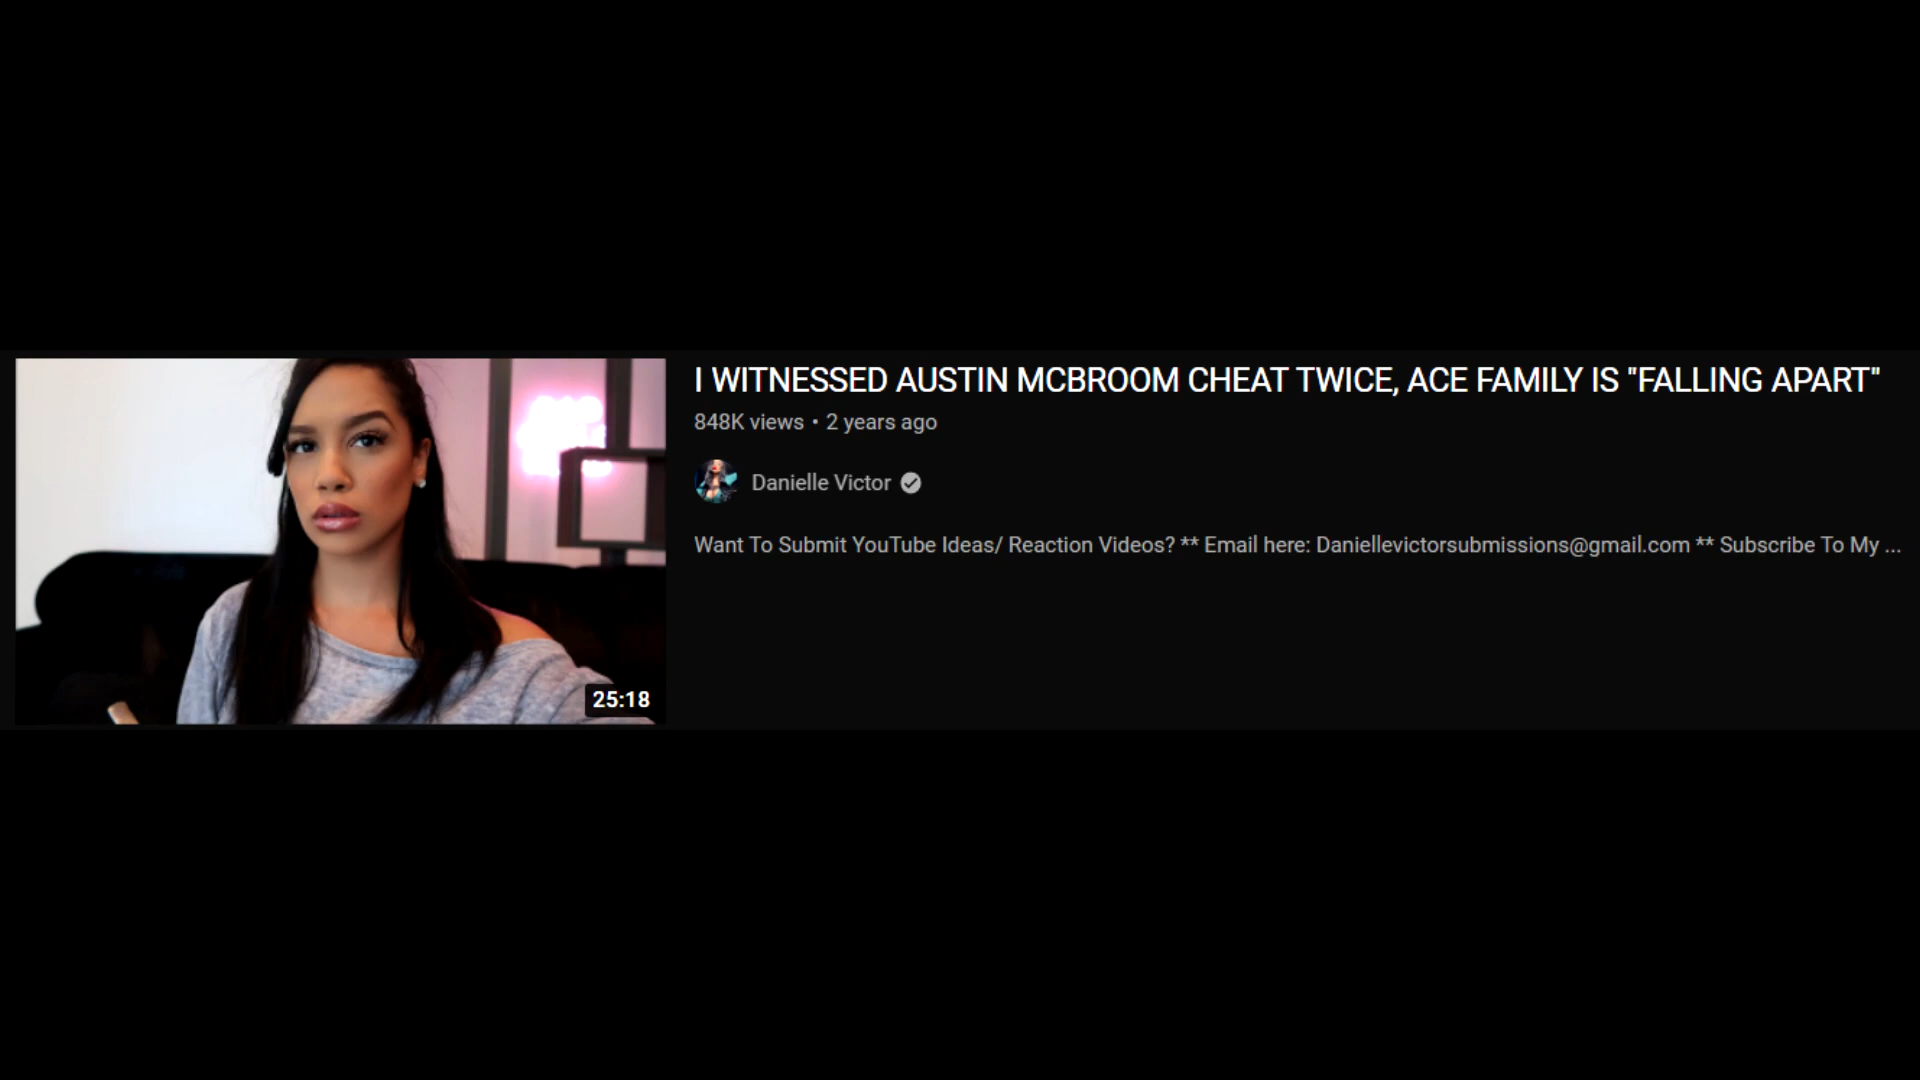 I WITNESSED AUSTIN MCBROOM CHEAT TWICE, ACE FAMILY IS "FALLING APART"
848K views • 2 years ago
Danielle Victor
Want To Submit YouTube Ideas/ Reaction Videos? ** Email here: Daniellevictorsubmissions@gmail.com ** Subscribe To My ...
25:18